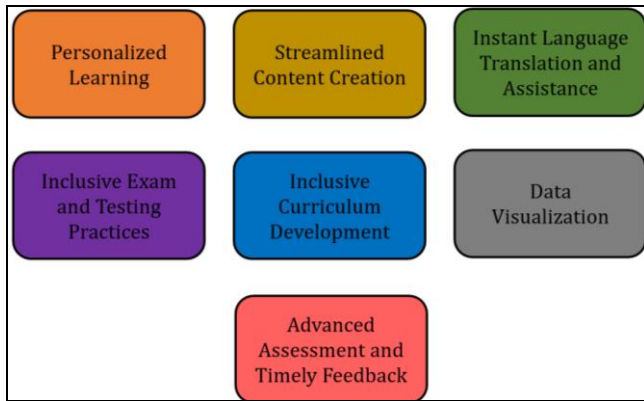 Personalized
Learning
Streamlined
Content Creation
Instant Language
Translation and
Assistance
Inclusive Exam
and Testing
Practices
Inclusive
Curriculum
Development
Data
Visualization
Advanced
Assessment and
Timely Feedback